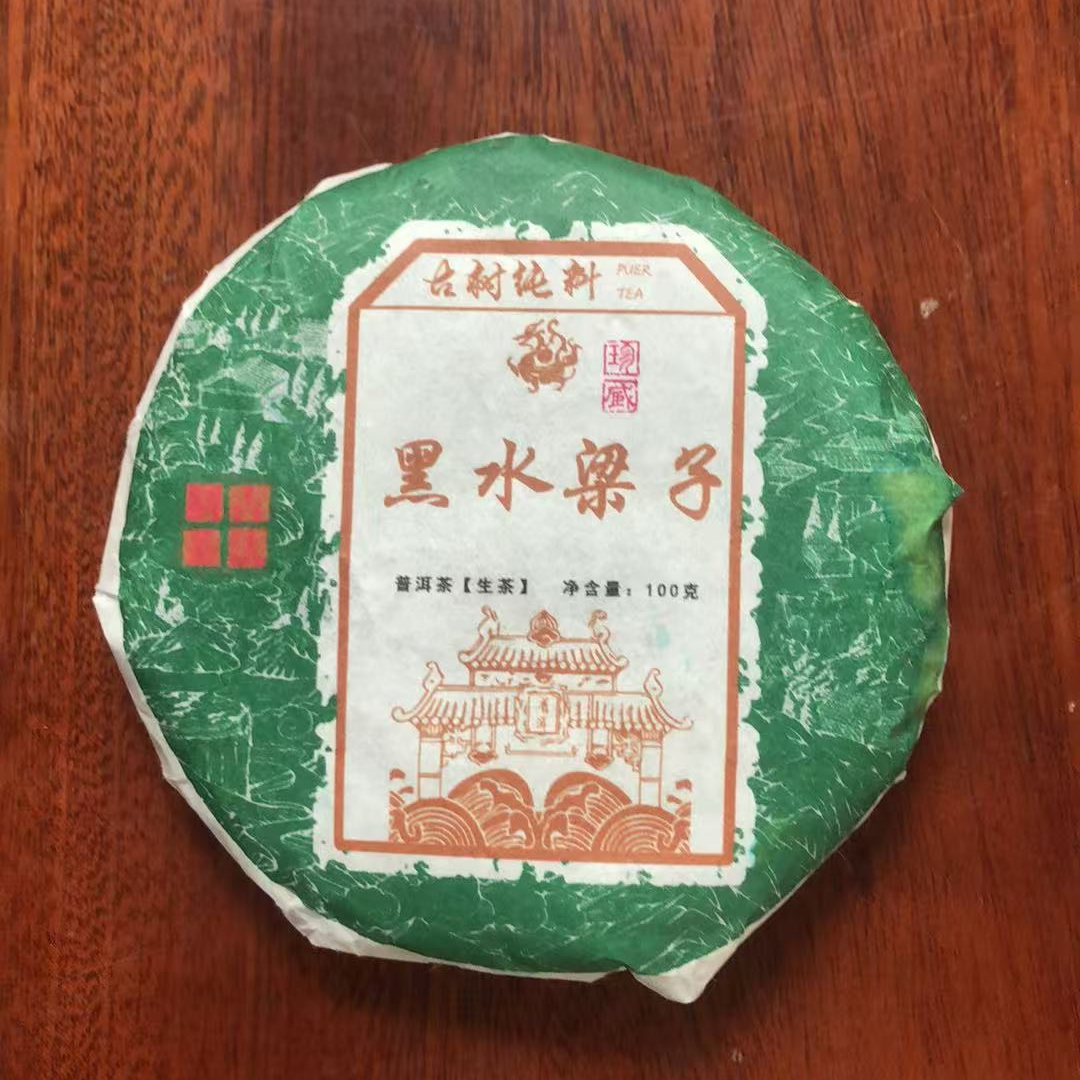 古树纯料 PUER
TEA
珍
藏
黑水梁子
普洱茶【生茶】 净含量：100克